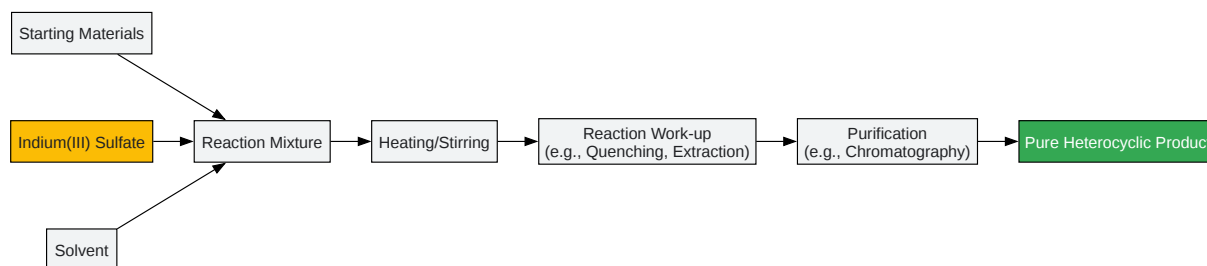 Starting Materials
Indium(III) Sulfate
Reaction Mixture
Heating/Stirring
Reaction Work-up
(e.g., Quenching, Extraction)
Purification
(e.g., Chromatography)
Pure Heterocyclic Product
Solvent